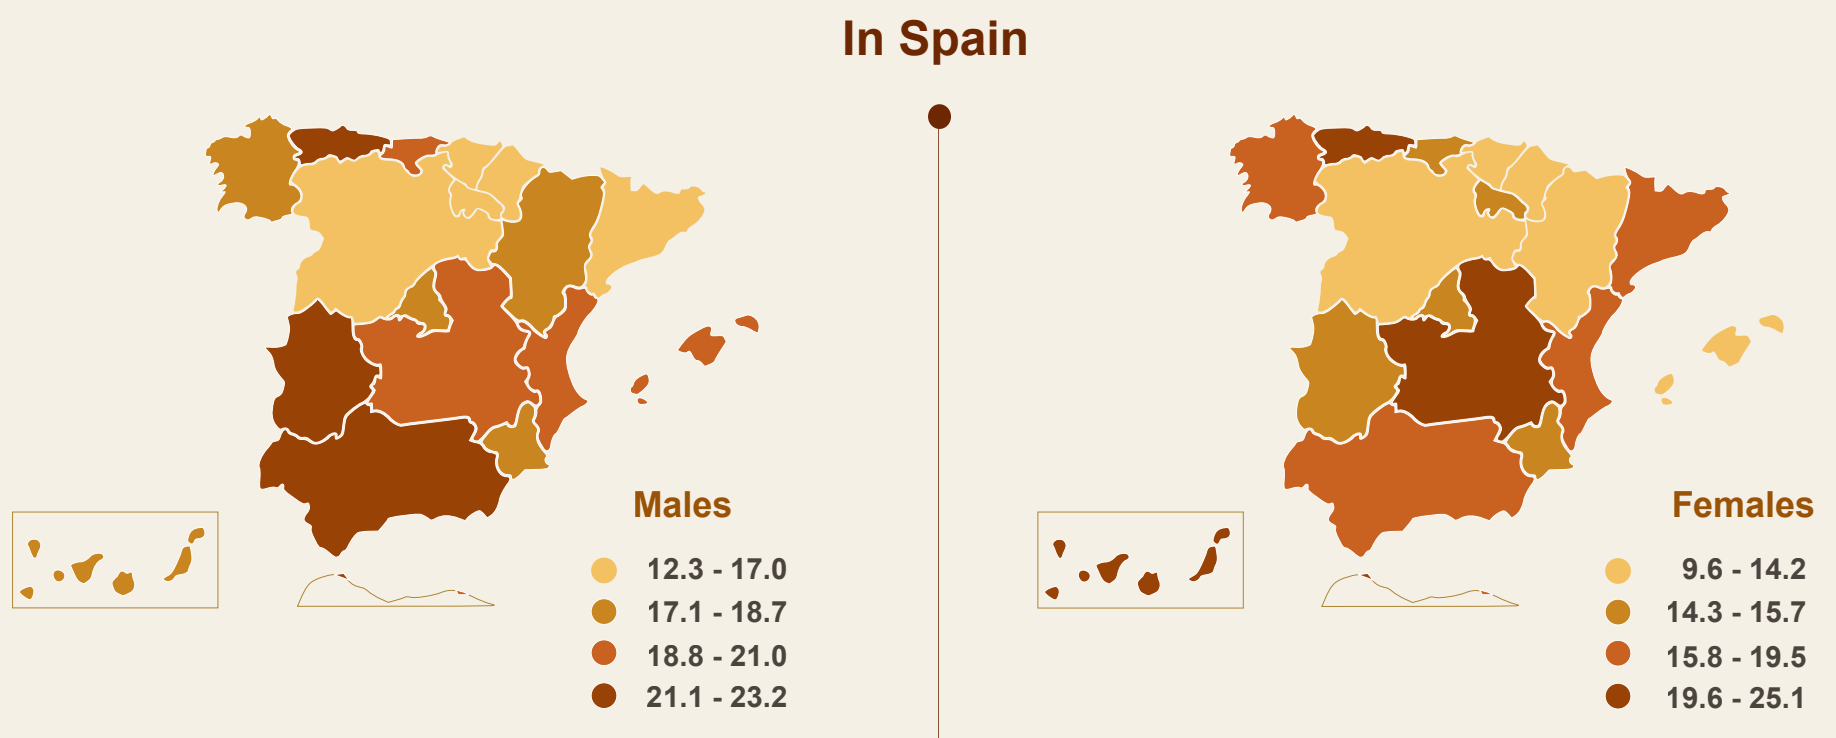 In Spain
Males
12.3 - 17.0
17.1 - 18.7
18.8 - 21.0
21.1 - 23.2
Females
9.6 - 14.2
14.3 - 15.7
15.8 - 19.5
19.6 - 25.1